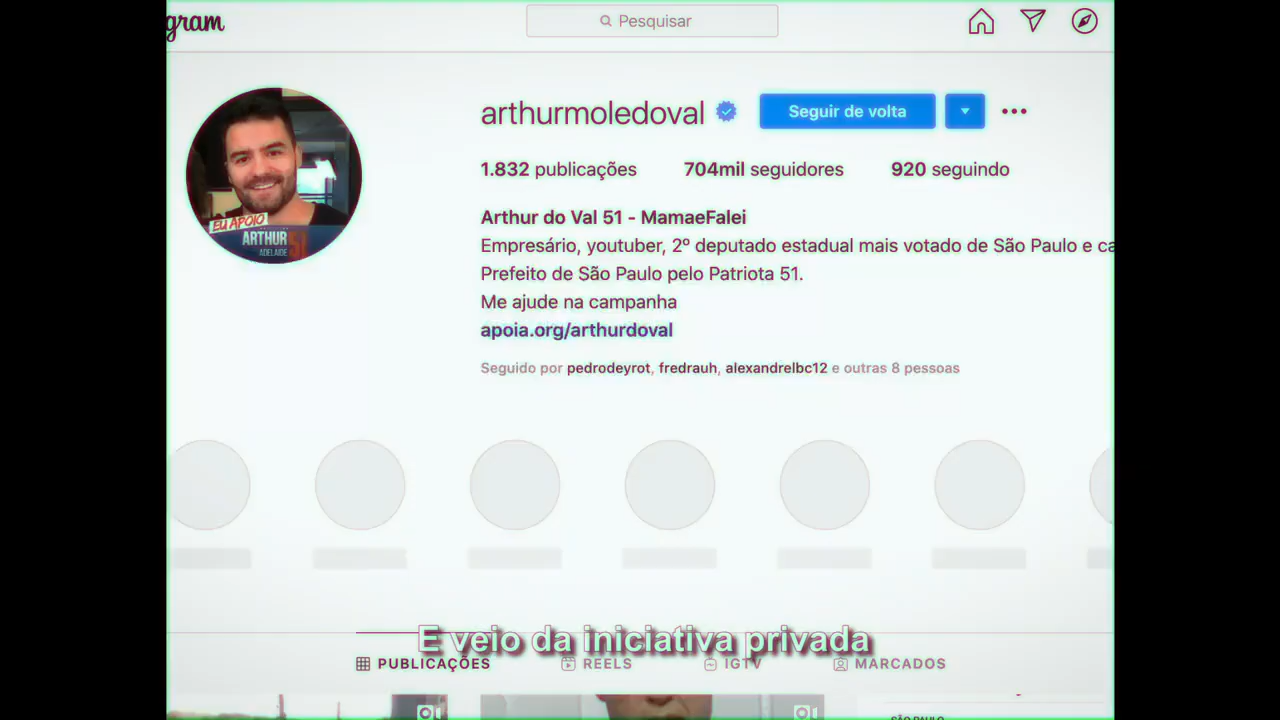 gram
Pesquisar
arthurmoledoval
Seguir de volta
1.832 publicações 704mil seguidores 920 seguindo
Arthur do Val 51 - MamaeFalei
Empresário, youtuber, 2º deputado estadual mais votado de São Paulo e ca
Prefeito de São Paulo pelo Patriota 51.
Me ajude na campanha
apoia.org/arthurdoval
Seguido por pedrodeyrot, fredrauh, alexandrelbc12 e outras 8 pessoas
EU APOIO
ARTHUR 51
ADELAIDE
E veio da iniciativa privada
PUBLICAÇÕES REELS IGTV MARCADOS
SÃO PAULO